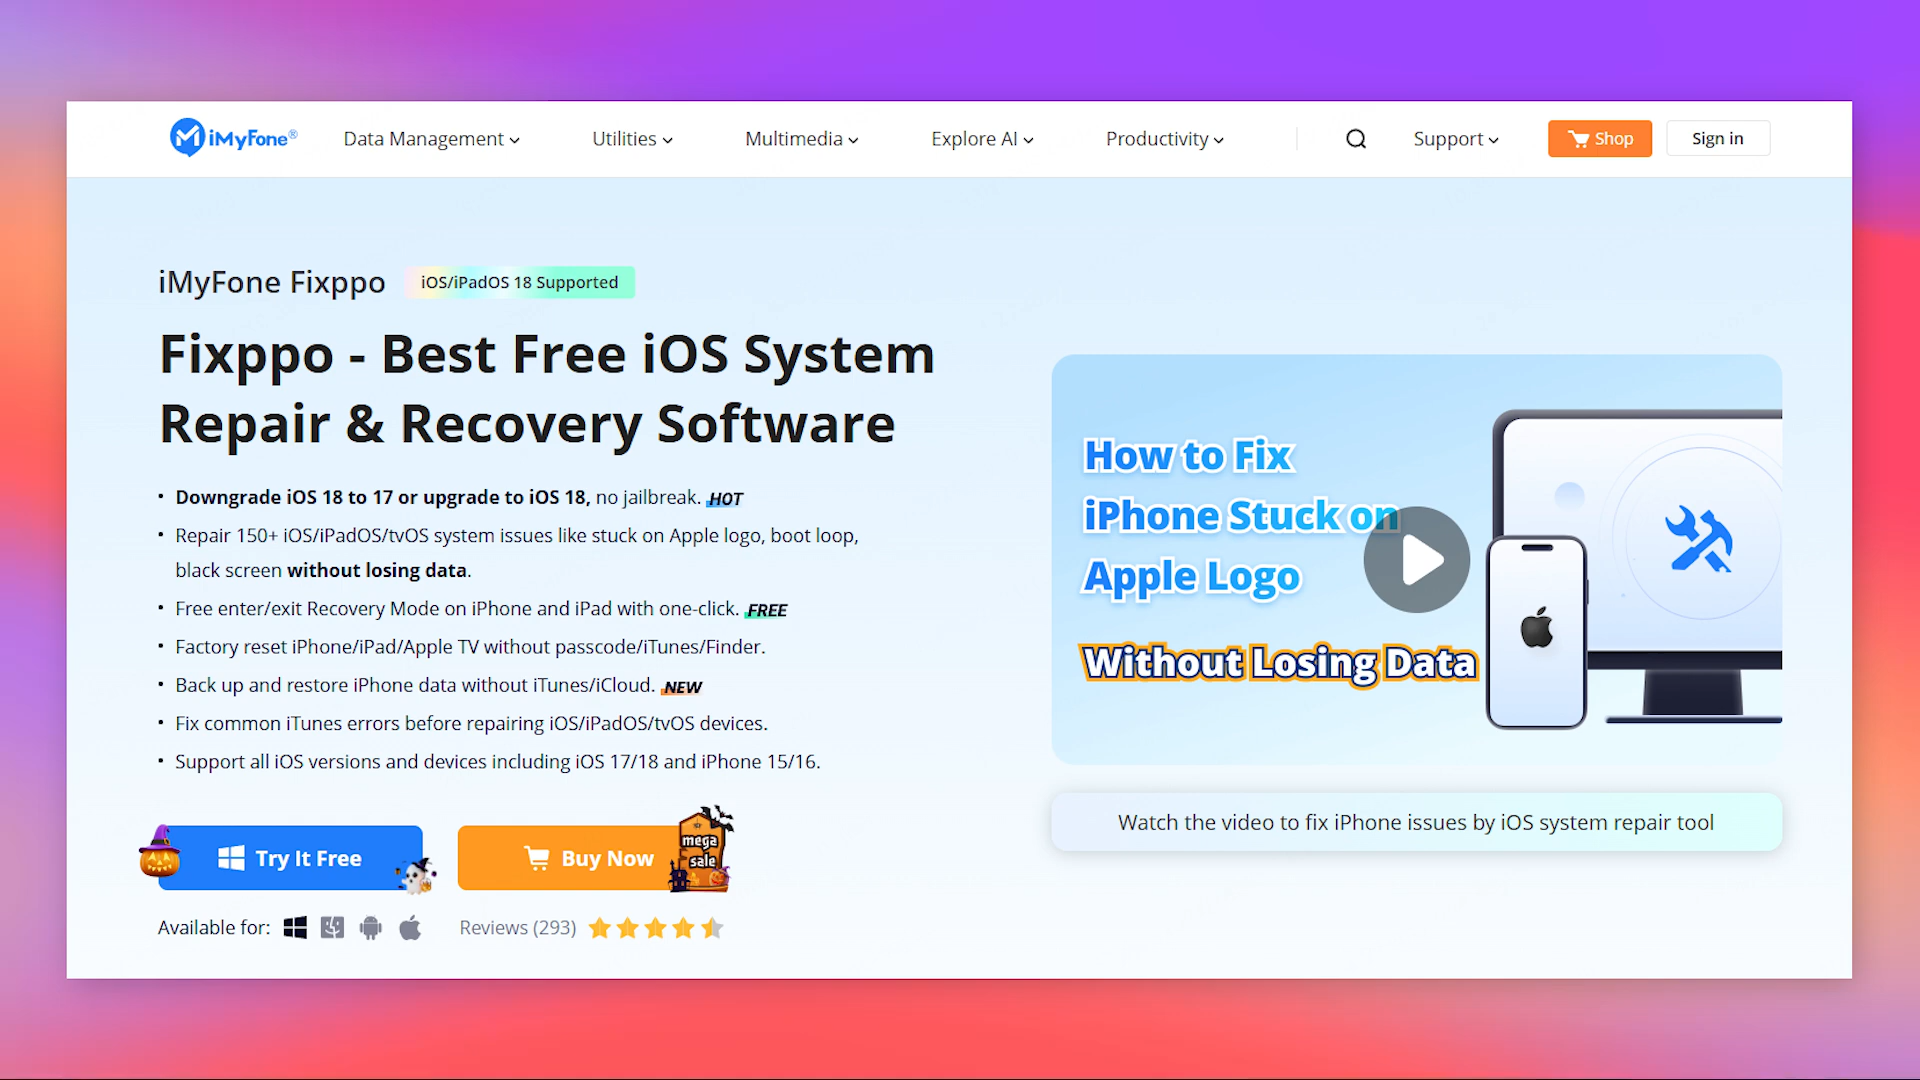 iMyFone®
Data Management
Utilities
Multimedia
Explore AI
Productivity
Support
Shop
Sign in
iMyFone Fixppo
iOS/iPadOS 18 Supported
Fixppo - Best Free iOS System
Repair & Recovery Software
• Downgrade iOS 18 to 17 or upgrade to iOS 18, no jailbreak. HOT
• Repair 150+ iOS/iPadOS/tvOS system issues like stuck on Apple logo, boot loop,
black screen without losing data.
• Free enter/exit Recovery Mode on iPhone and iPad with one-click. FREE
• Factory reset iPhone/iPad/Apple TV without passcode/iTunes/Finder.
• Back up and restore iPhone data without iTunes/iCloud. NEW
• Fix common iTunes errors before repairing iOS/iPadOS/tvOS devices.
• Support all iOS versions and devices including iOS 17/18 and iPhone 15/16.
Try It Free
Buy Now
mega
sale
Available for:
Reviews (293)
How to Fix
iPhone Stuck on
Apple Logo
Without Losing Data
Watch the video to fix iPhone issues by iOS system repair tool